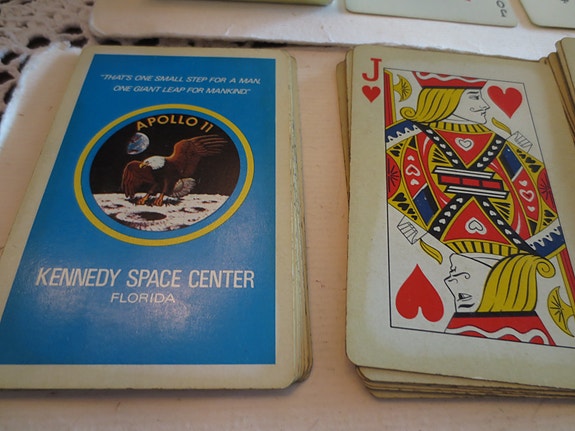 "THAT'S ONE SMALL STEP FOR A MAN,
ONE GIANT LEAP FOR MANKIND"
APOLLO 11
KENNEDY SPACE CENTER
FLORIDA
J